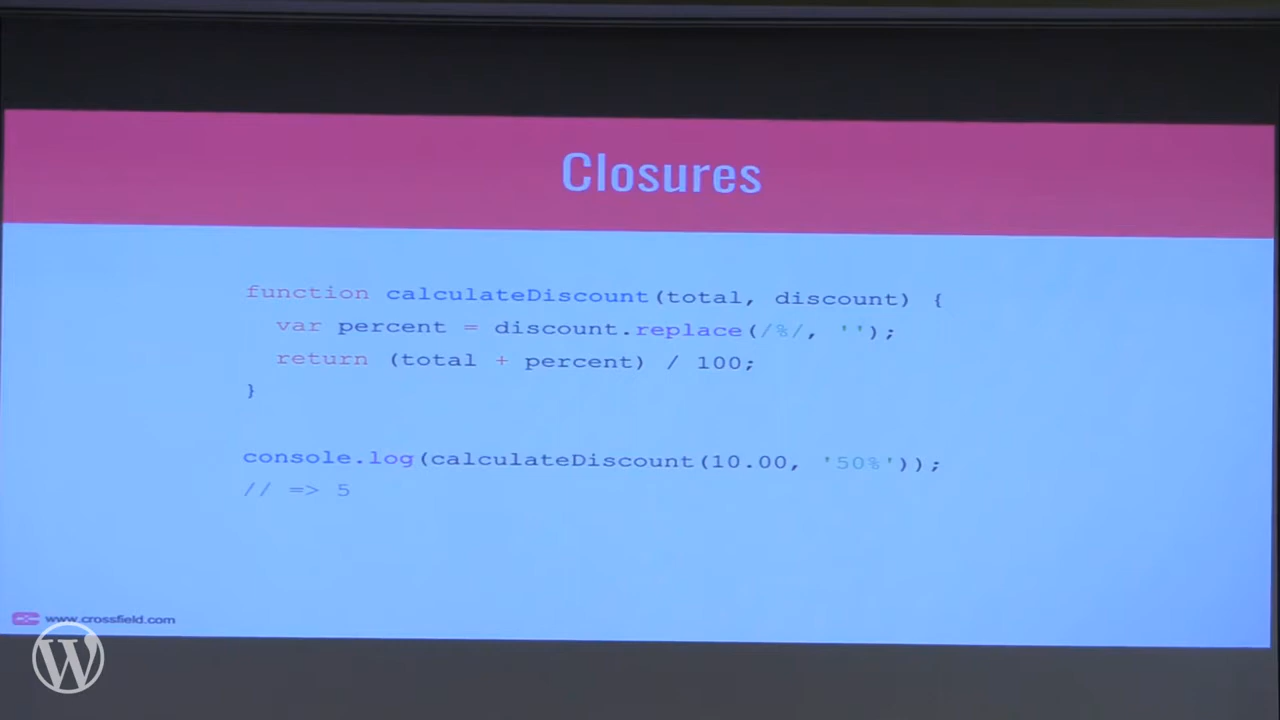 Closures
function calculateDiscount(total, discount) {
  var percent = discount.replace(/%/, '');
  return (total + percent) / 100;
}
console.log(calculateDiscount(10.00, '50%'));
// => 5
www.crossfield.com